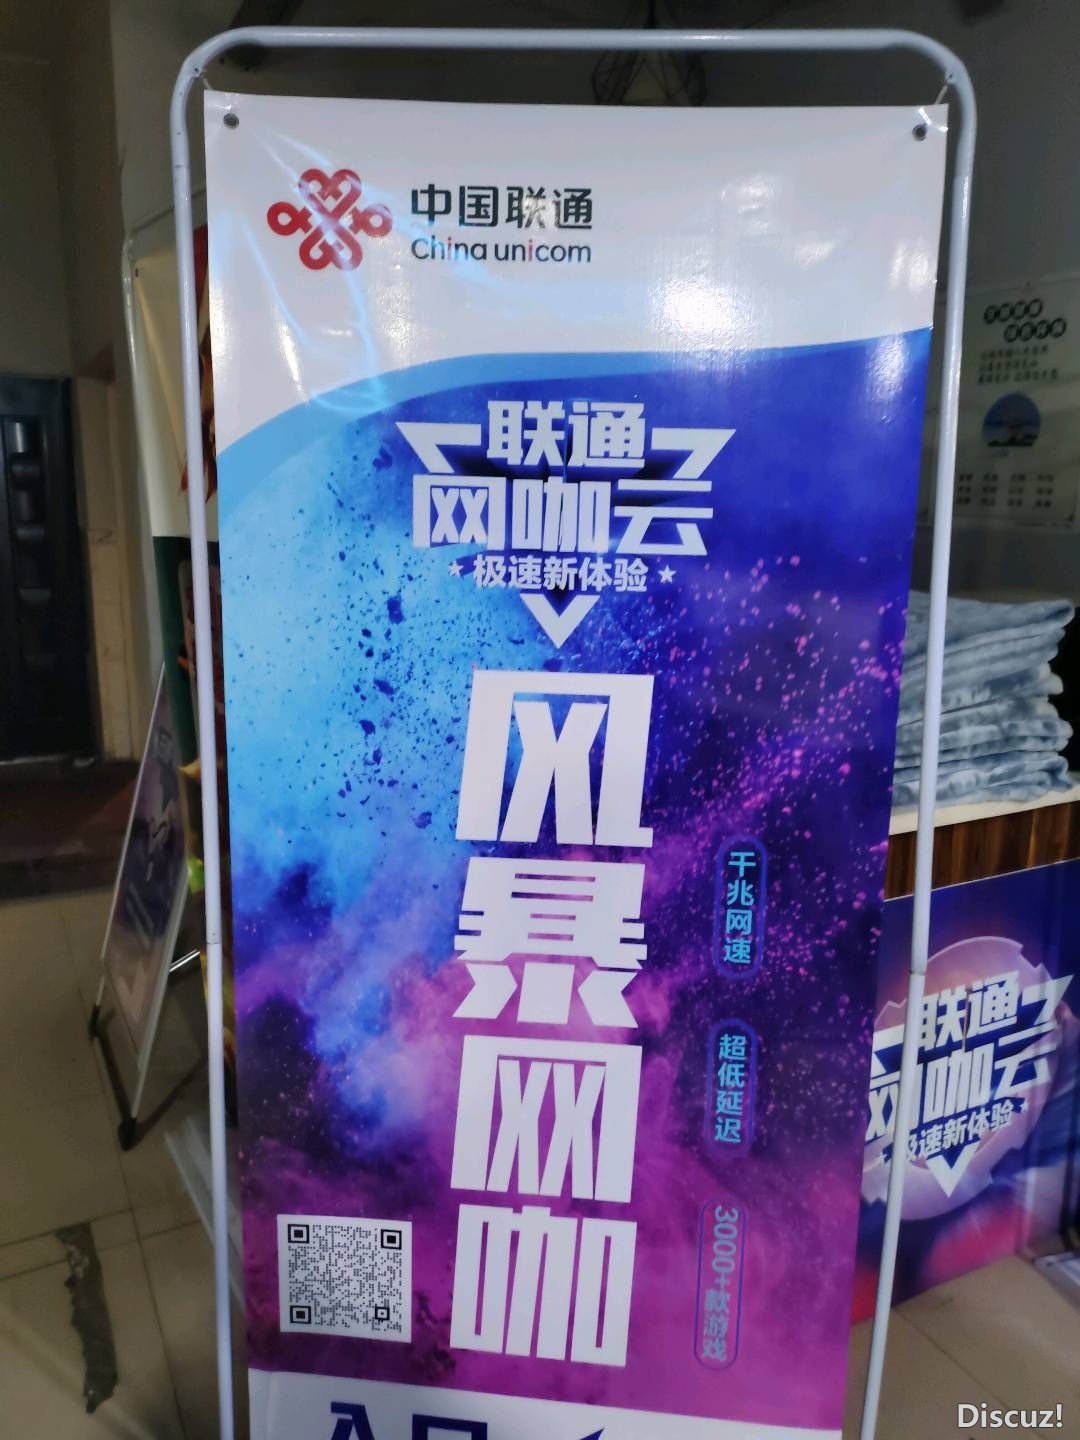 中国联通
China unicom
联通
网咖云
极速新体验
风暴网咖
千兆网速
超低延迟
3000+款游戏
入口
联通
网咖云
极速新体验
Discuz!